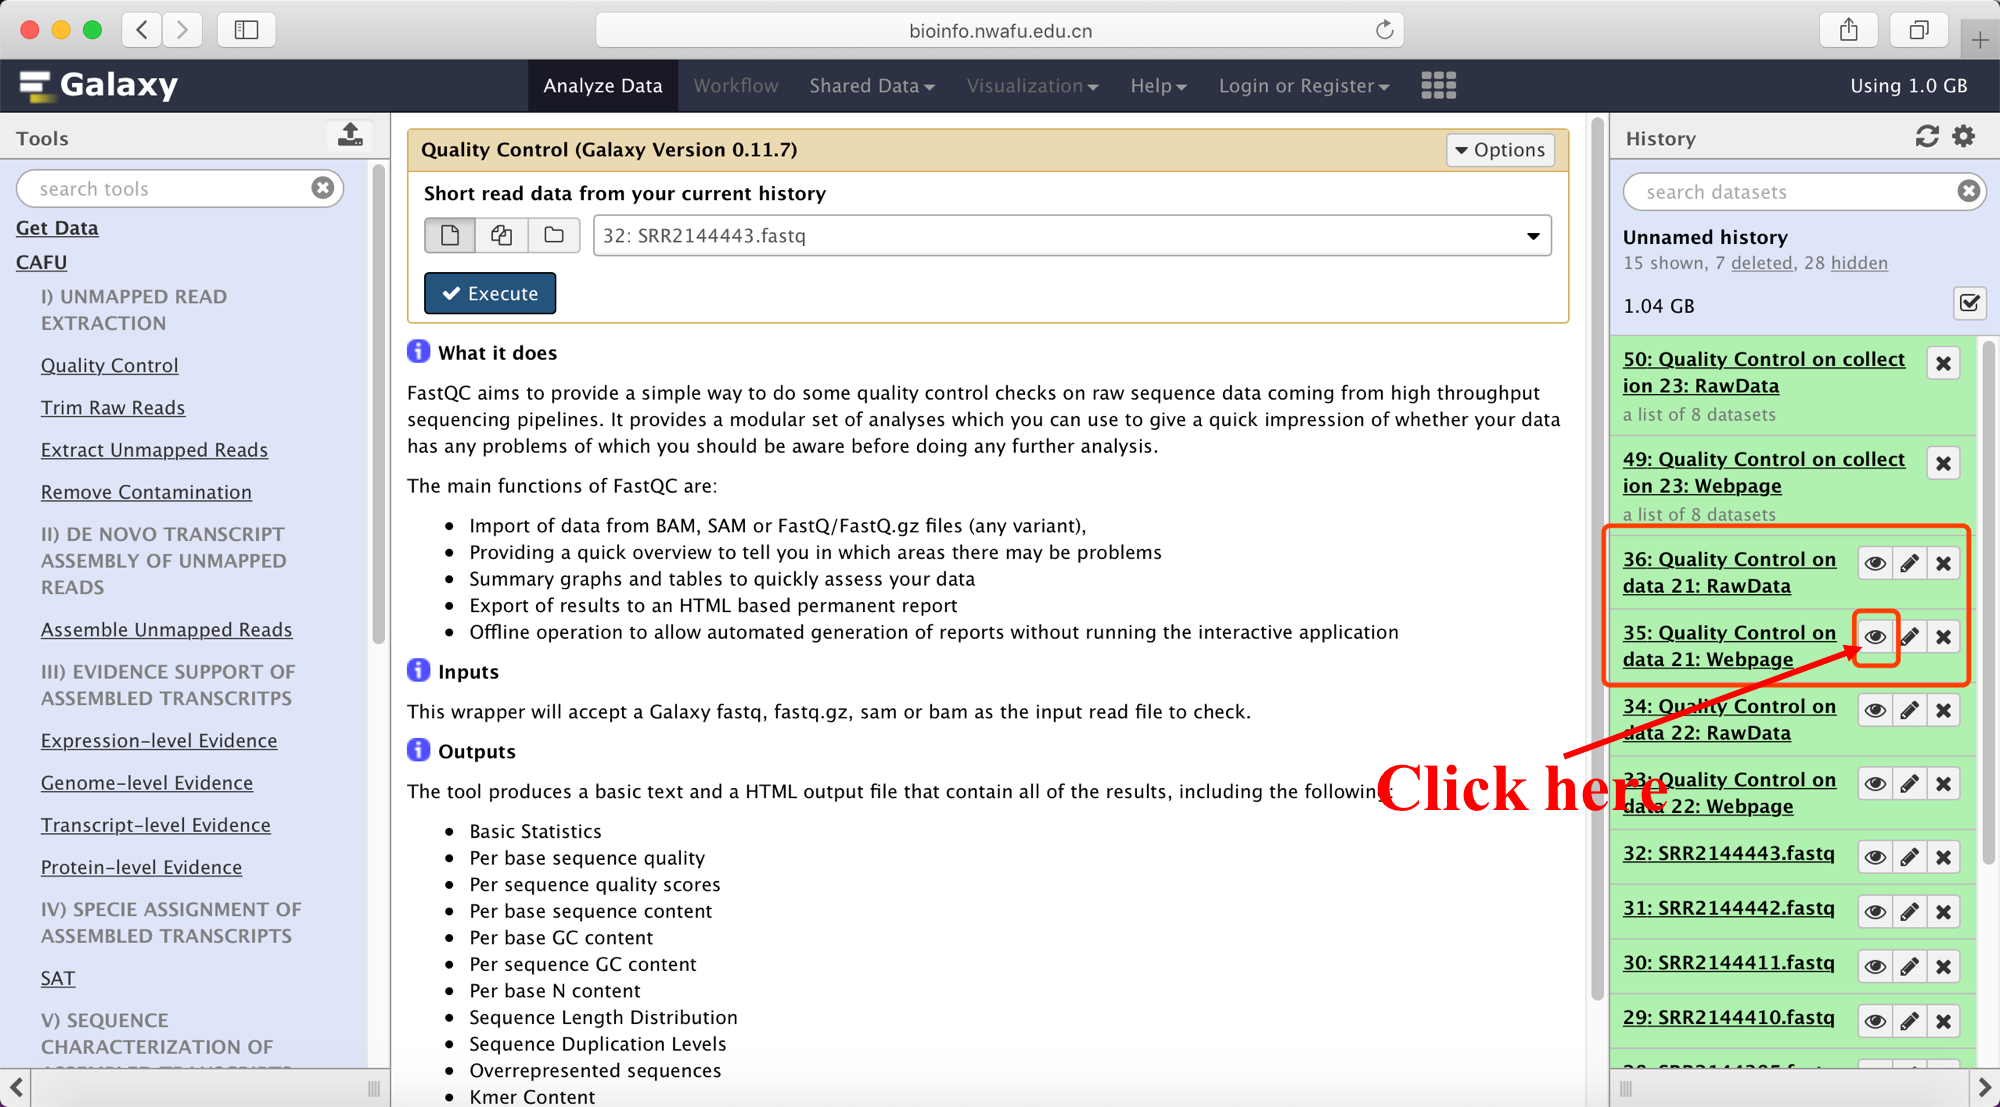 bioinfo.nwafu.edu.cn
Galaxy
Analyze Data
Workflow
Shared Data
Visualization
Help
Login or Register
Using 1.0 GB
Tools
search tools
Get Data
CAFU
I) UNMAPPED READ
EXTRACTION
Quality Control
Trim Raw Reads
Extract Unmapped Reads
Remove Contamination
II) DE NOVO TRANSCRIPT
ASSEMBLY OF UNMAPPED
READS
Assemble Unmapped Reads
III) EVIDENCE SUPPORT OF
ASSEMBLED TRANSCRITPS
Expression-level Evidence
Genome-level Evidence
Transcript-level Evidence
Protein-level Evidence
IV) SPECIE ASSIGNMENT OF
ASSEMBLED TRANSCRIPTS
SAT
V) SEQUENCE
CHARACTERIZATION OF
Quality Control (Galaxy Version 0.11.7)
Options
Short read data from your current history
32: SRR2144443.fastq
Execute
What it does
FastQC aims to provide a simple way to do some quality control checks on raw sequence data coming from high throughput
sequencing pipelines. It provides a modular set of analyses which you can use to give a quick impression of whether your data
has any problems of which you should be aware before doing any further analysis.
The main functions of FastQC are:
Import of data from BAM, SAM or FastQ/FastQ.gz files (any variant),
Providing a quick overview to tell you in which areas there may be problems
Summary graphs and tables to quickly assess your data
Export of results to an HTML based permanent report
Offline operation to allow automated generation of reports without running the interactive application
Inputs
This wrapper will accept a Galaxy fastq, fastq.gz, sam or bam as the input read file to check.
Outputs
The tool produces a basic text and a HTML output file that contain all of the results, including the following:
Basic Statistics
Per base sequence quality
Per sequence quality scores
Per base sequence content
Per base GC content
Per sequence GC content
Per base N content
Sequence Length Distribution
Sequence Duplication Levels
Overrepresented sequences
Kmer Content
Click here
History
search datasets
Unnamed history
15 shown, 7 deleted, 28 hidden
1.04 GB
50: Quality Control on collect
ion 23: RawData
a list of 8 datasets
49: Quality Control on collect
ion 23: Webpage
a list of 8 datasets
36: Quality Control on
data 21: RawData
35: Quality Control on
data 21: Webpage
34: Quality Control on
data 22: RawData
33: Quality Control on
data 22: Webpage
32: SRR2144443.fastq
31: SRR2144442.fastq
30: SRR2144411.fastq
29: SRR2144410.fastq